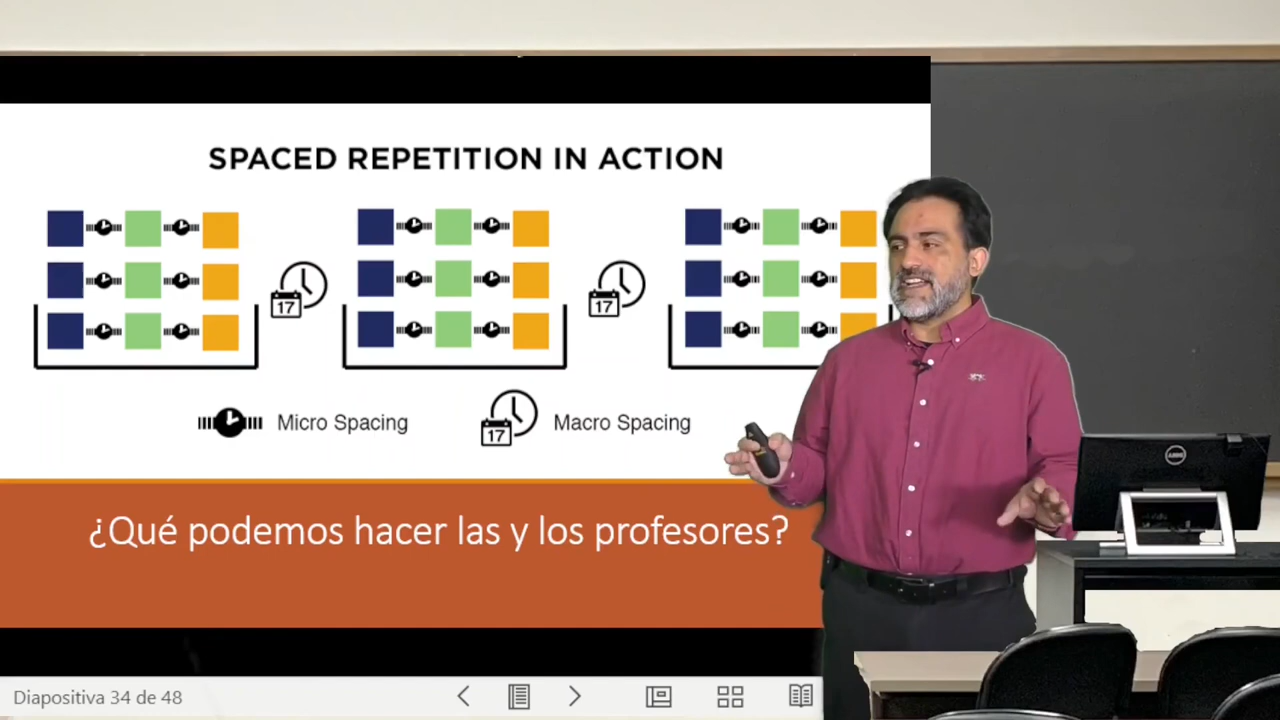 SPACED REPETITION IN ACTION
17
17
17
Micro Spacing
Macro Spacing
¿Qué podemos hacer las y los profesores?
Diapositiva 34 de 48
DELL